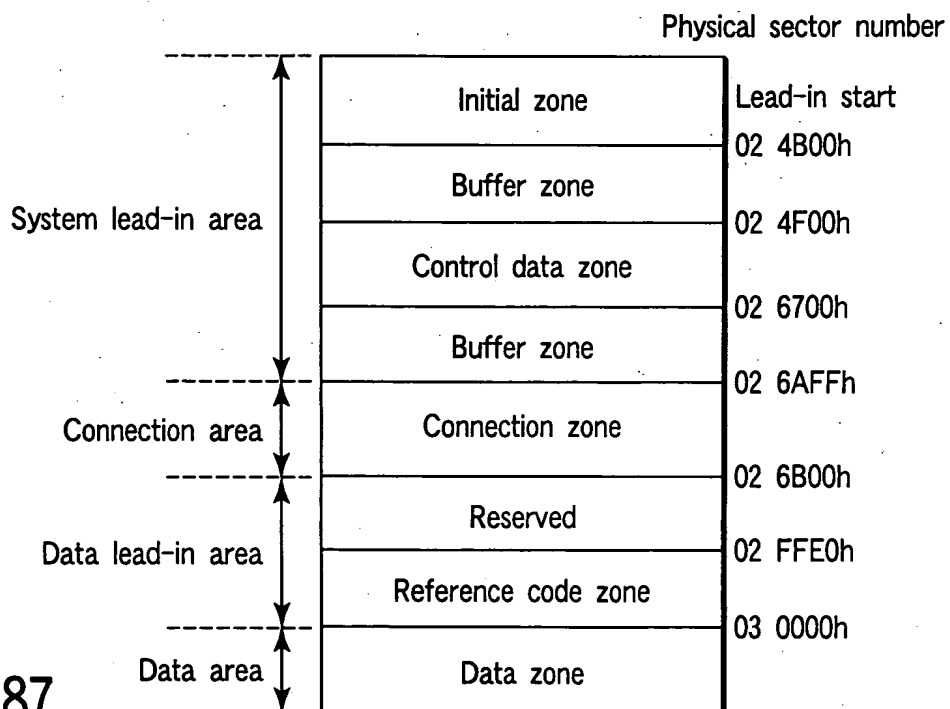 Physical sector number
Initial zone
Lead-in start
02 4B00h
Buffer zone
System lead-in area
02 4F00h
Control data zone
02 6700h
Buffer zone
02 6AFFh
Connection area
Connection zone
02 6B00h
Reserved
Data lead-in area
02 FFE0h
Reference code zone
03 0000h
Data area
Data zone
87